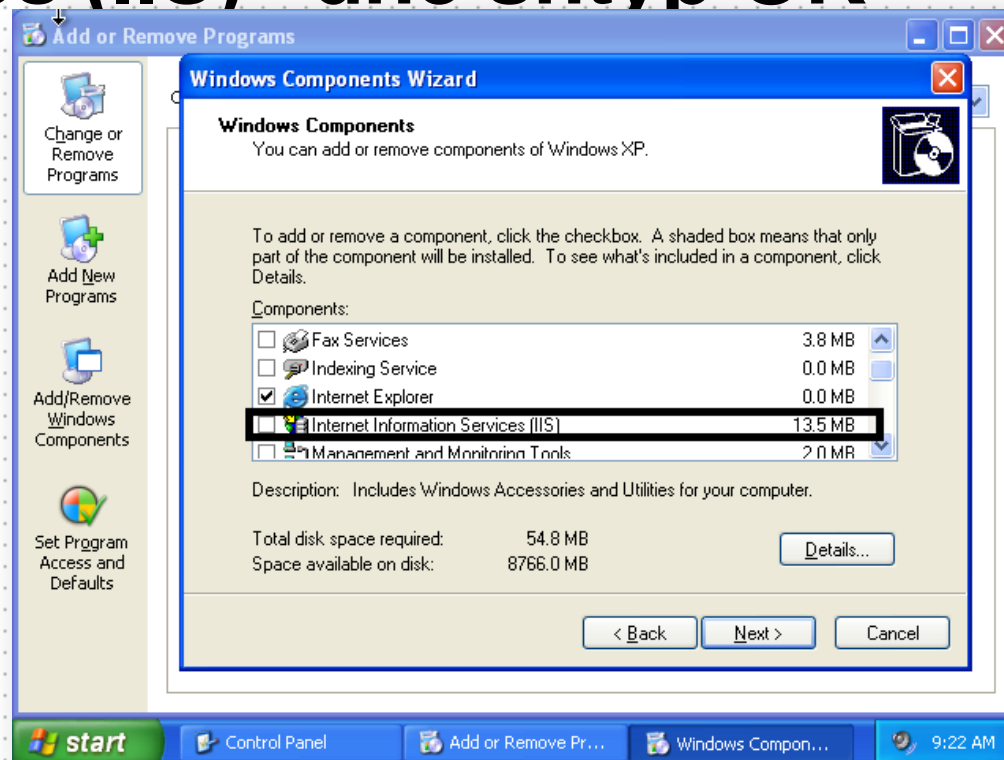 Add or Remove Programs
Windows Components Wizard
Change or
Remove
Programs
Add New
Programs
Add/Remove
Windows
Components
Set Program
Access and
Defaults
Windows Components
You can add or remove components of Windows XP.
To add or remove a component, click the checkbox. A shaded box means that only
part of the component will be installed. To see what's included in a component, click
Details.
Components:
Fax Services 3.8 MB
Indexing Service 0.0 MB
Internet Explorer 0.0 MB
Internet Information Services (IIS) 13.5 MB
Management and Monitoring Tools 2.0 MB
Description: Includes Windows Accessories and Utilities for your computer.
Total disk space required: 54.8 MB
Space available on disk: 8766.0 MB
Details...
< Back
Next >
Cancel
start
Control Panel
Add or Remove Pr...
Windows Compon...
9:22 AM